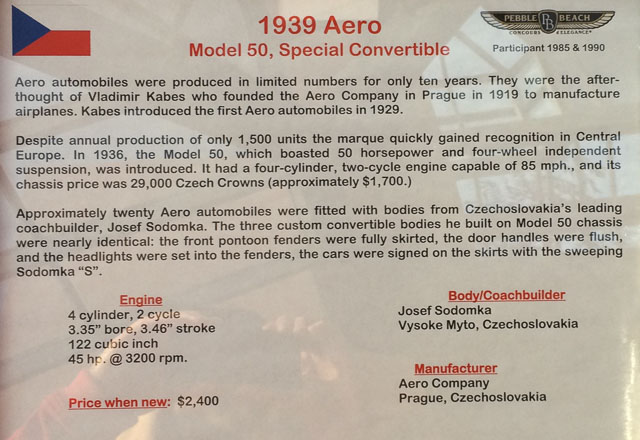 1939 Aero
Model 50, Special Convertible
PEBBLE BEACH
PB
CONCOURS d'ELEGANCE®
Participant 1985 & 1990
Aero automobiles were produced in limited numbers for only ten years. They were the after-
thought of Vladimir Kabes who founded the Aero Company in Prague in 1919 to manufacture
airplanes. Kabes introduced the first Aero automobiles in 1929.
Despite annual production of only 1,500 units the marque quickly gained recognition in Central
Europe. In 1936, the Model 50, which boasted 50 horsepower and four-wheel independent
suspension, was introduced. It had a four-cylinder, two-cycle engine capable of 85 mph., and its
chassis price was 29,000 Czech Crowns (approximately $1,700.)
Approximately twenty Aero automobiles were fitted with bodies from Czechoslovakia's leading
coachbuilder, Josef Sodomka. The three custom convertible bodies he built on Model 50 chassis
were nearly identical: the front pontoon fenders were fully skirted, the door handles were flush,
and the headlights were set into the fenders, the cars were signed on the skirts with the sweeping
Sodomka "S".
Engine
4 cylinder, 2 cycle
3.35" bore, 3.46" stroke
122 cubic inch
45 hp. @ 3200 rpm.
Price when new: $2,400
Body/Coachbuilder
Josef Sodomka
Vysoke Myto, Czechoslovakia
Manufacturer
Aero Company
Prague, Czechoslovakia